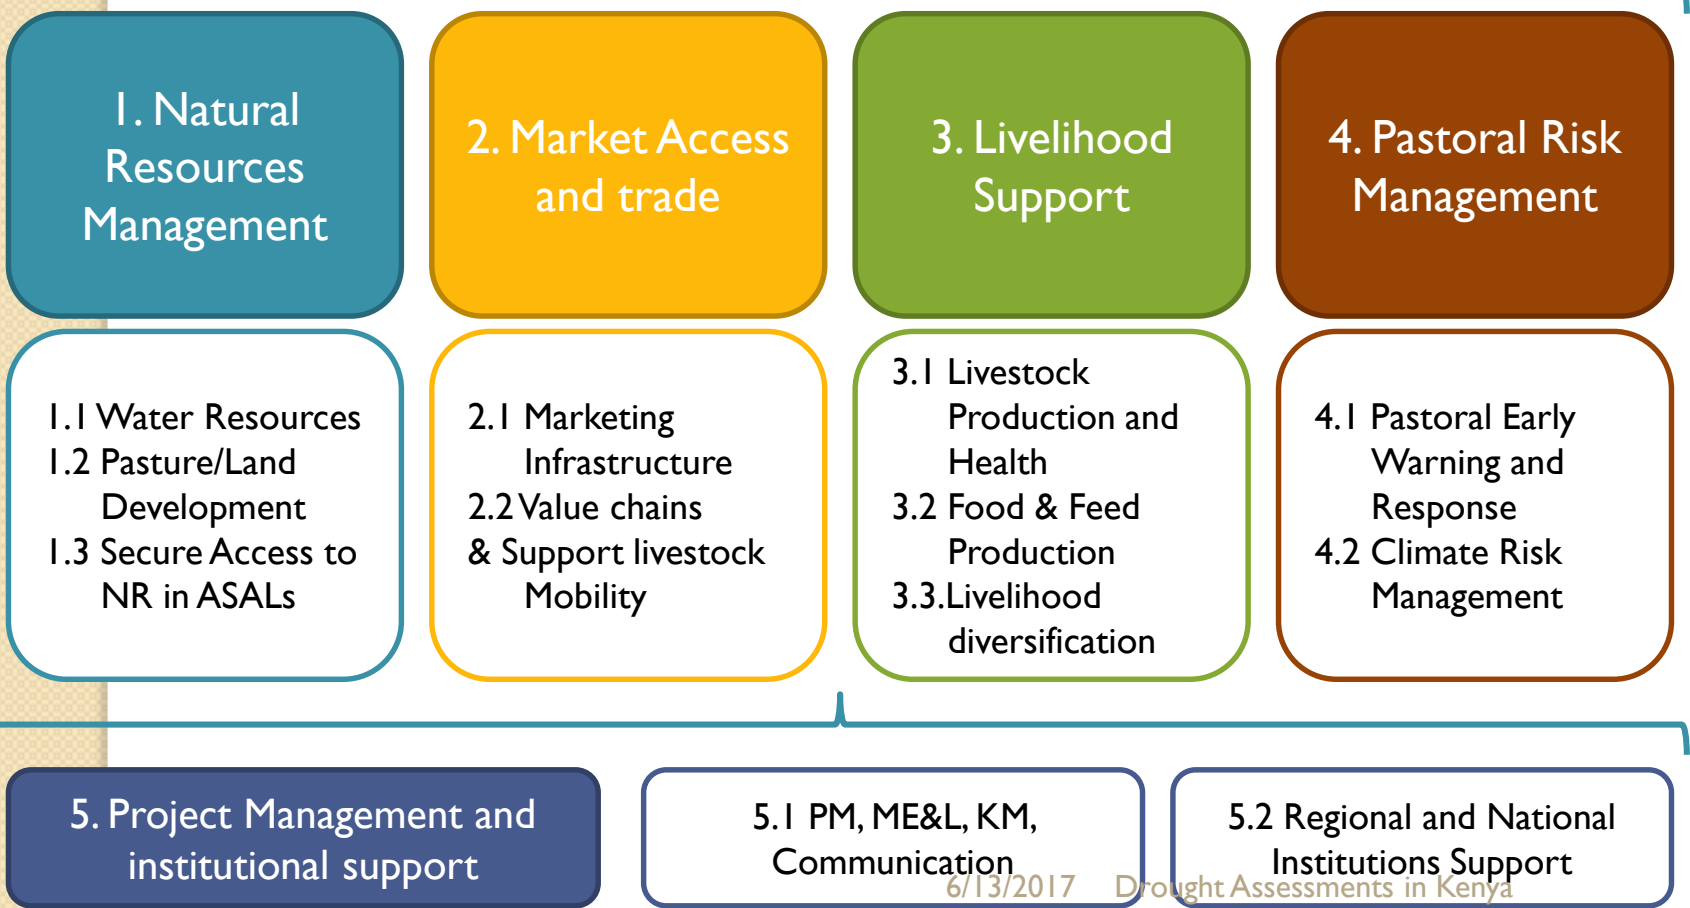 1. Natural
Resources
Management
2. Market Access
and trade
3. Livelihood
Support
4. Pastoral Risk
Management
1.1 Water Resources
1.2 Pasture/Land
Development
1.3 Secure Access to
NR in ASALs
2.1 Marketing
Infrastructure
2.2 Value chains
& Support livestock
Mobility
3.1 Livestock
Production and
Health
3.2 Food & Feed
Production
3.3.Livelihood
diversification
4.1 Pastoral Early
Warning and
Response
4.2 Climate Risk
Management
5. Project Management and
institutional support
5.1 PM, ME&L, KM,
Communication
5.2 Regional and National
Institutions Support
6/13/2017 Drought Assessments in Kenya